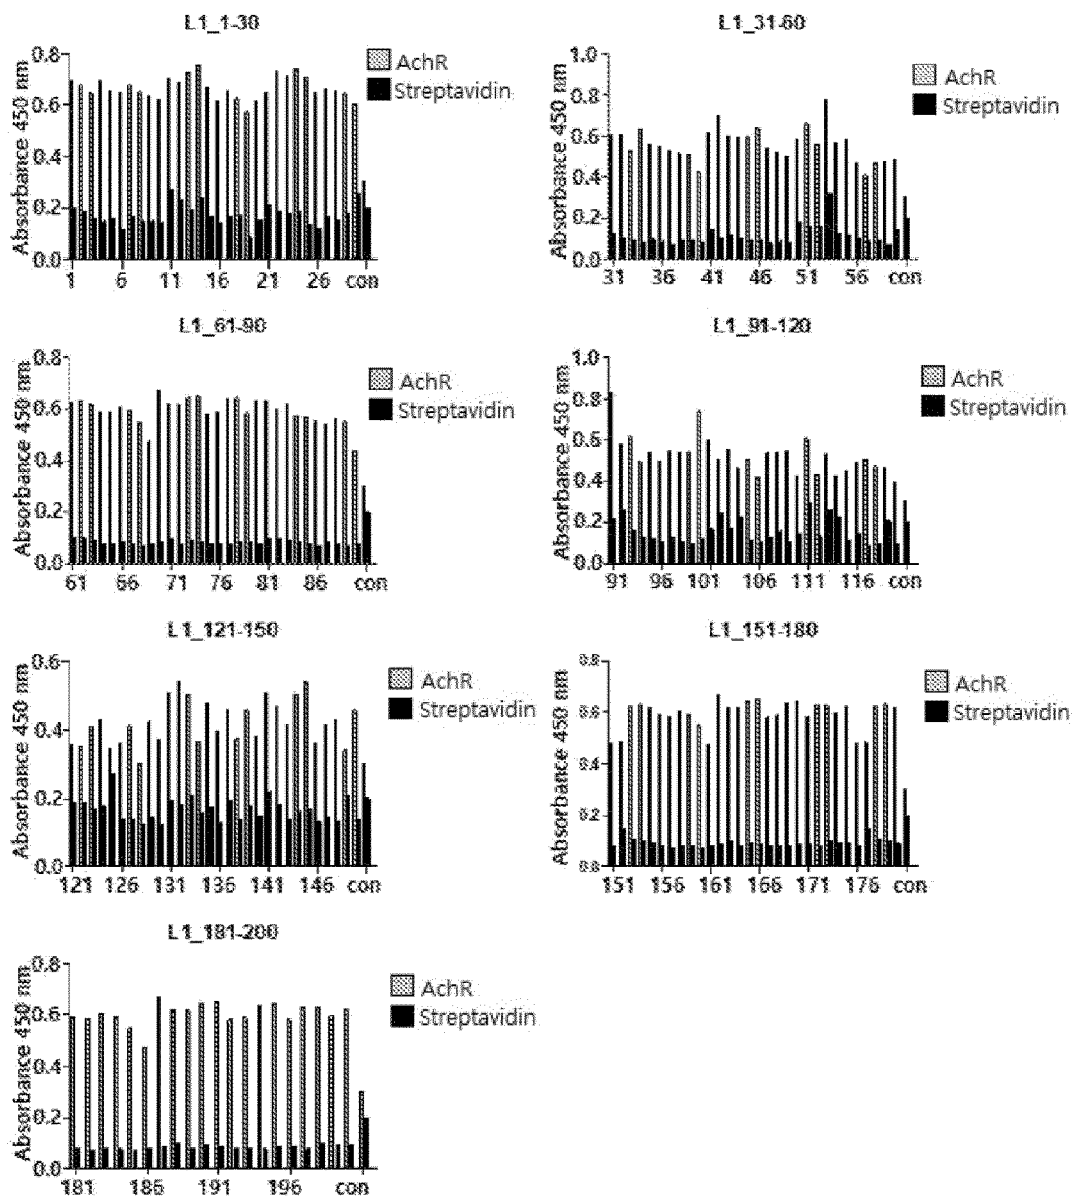 L1_1-30
0.8
0.6
0.4
0.2
0.0
Absorbance 450 nm
1 6 11 16 21 26 con
AchR
Streptavidin
L1_31-60
1.0
0.8
0.6
0.4
0.2
0.0
Absorbance 450 nm
31 36 41 46 51 56 con
AchR
Streptavidin
L1_61-90
0.8
0.6
0.4
0.2
0.0
Absorbance 450 nm
61 66 71 76 81 86 con
AchR
Streptavidin
L1_91-120
1.0
0.8
0.6
0.4
0.2
0.0
Absorbance 450 nm
91 96 101 106 111 116 con
AchR
Streptavidin
L1_121-150
0.6
0.4
0.2
0.0
Absorbance 450 nm
121 126 131 136 141 146 con
AchR
Streptavidin
L1_151-180
0.8
0.6
0.4
0.2
0.0
Absorbance 450 nm
151 156 161 166 171 176 con
AchR
Streptavidin
L1_181-200
0.8
0.6
0.4
0.2
0.0
Absorbance 450 nm
181 186 191 196 con
AchR
Streptavidin